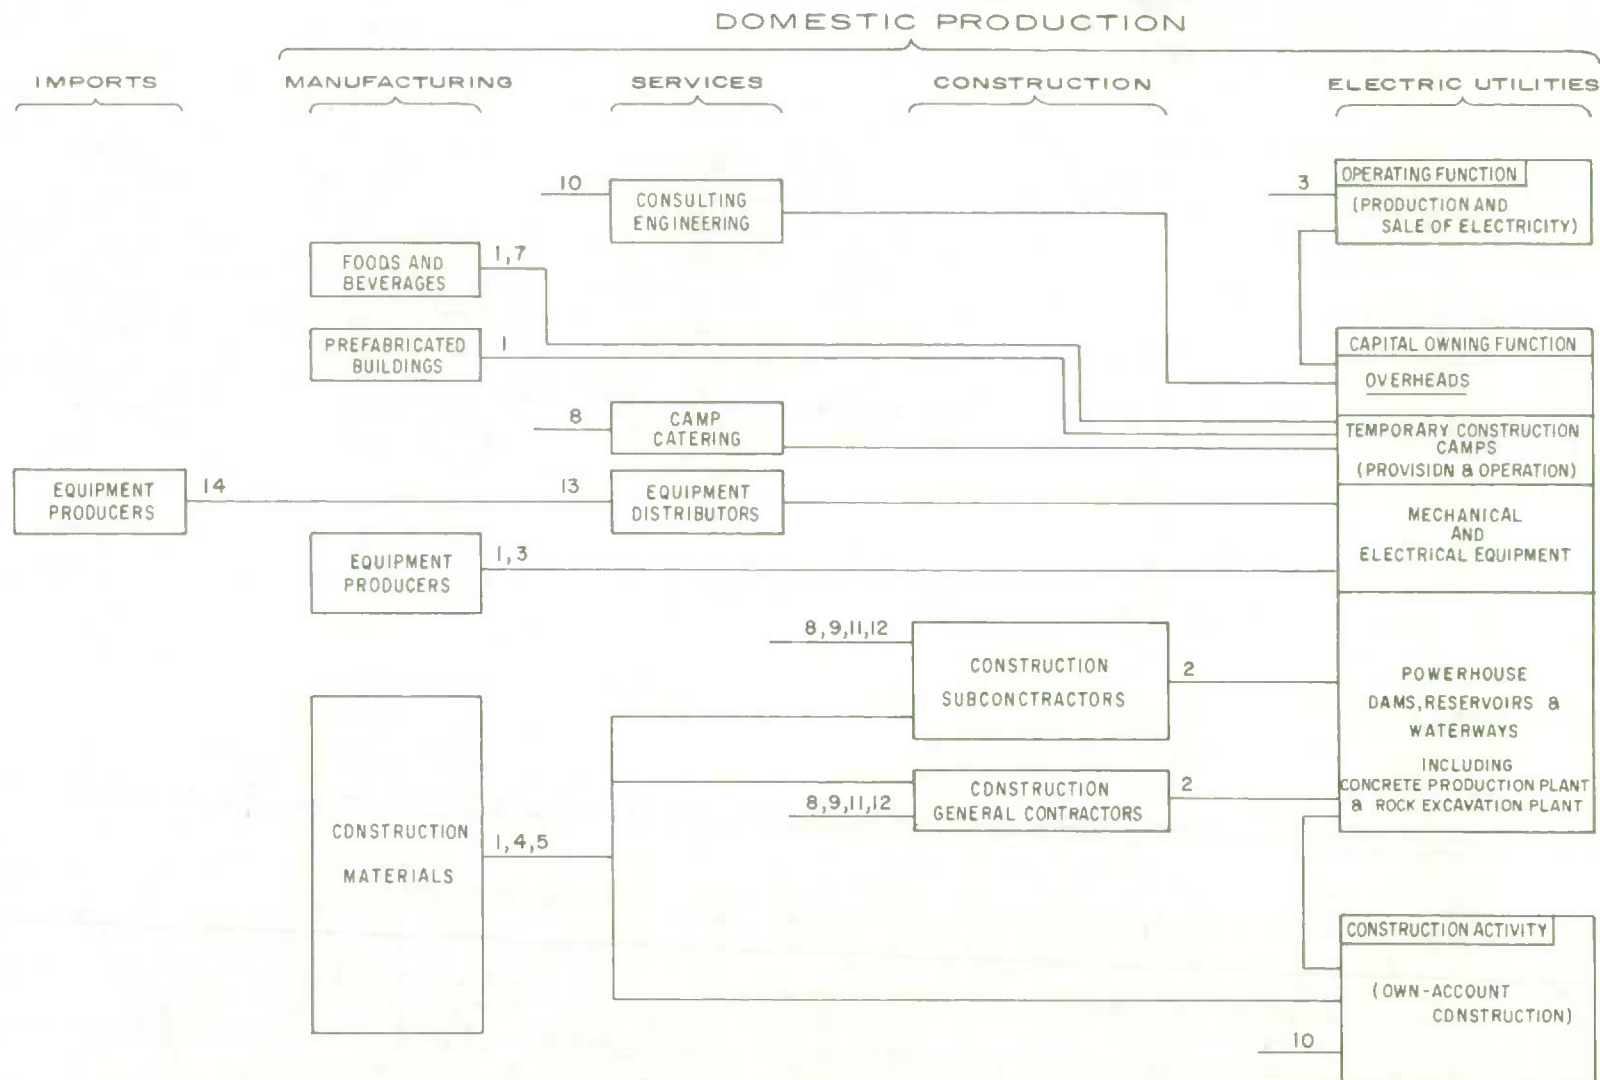 DOMESTIC PRODUCTION
IMPORTS
MANUFACTURING
SERVICES
CONSTRUCTION
ELECTRIC UTILITIES
10
CONSULTING
ENGINEERING
3
OPERATING FUNCTION
(PRODUCTION AND
SALE OF ELECTRICITY)
FOODS AND
BEVERAGES
1,7
PREFABRICATED
BUILDINGS
1
CAPITAL OWNING FUNCTION
OVERHEADS
8
CAMP
CATERING
TEMPORARY CONSTRUCTION
CAMPS
(PROVISION & OPERATION)
EQUIPMENT
PRODUCERS
14
13
EQUIPMENT
DISTRIBUTORS
MECHANICAL
AND
ELECTRICAL EQUIPMENT
EQUIPMENT
PRODUCERS
1,3
8,9,11,12
CONSTRUCTION
SUBCONCTRACTORS
2
POWERHOUSE
DAMS,RESERVOIRS &
WATERWAYS
INCLUDING
CONCRETE PRODUCTION PLANT
& ROCK EXCAVATION PLANT
8,9,11,12
CONSTRUCTION
GENERAL CONTRACTORS
2
CONSTRUCTION
MATERIALS
1,4,5
CONSTRUCTION ACTIVITY
(OWN-ACCOUNT
CONSTRUCTION)
10